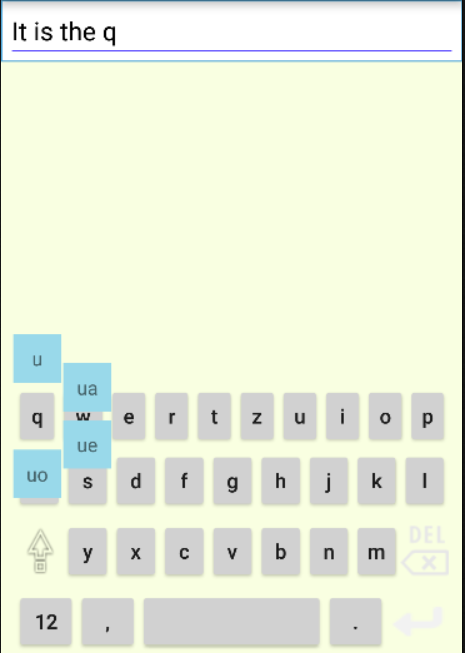 It is the q
u
ua
q w e r t z u i o p
ue
uo
s d f g h j k l
DEL
y x c v b n m
12 , .